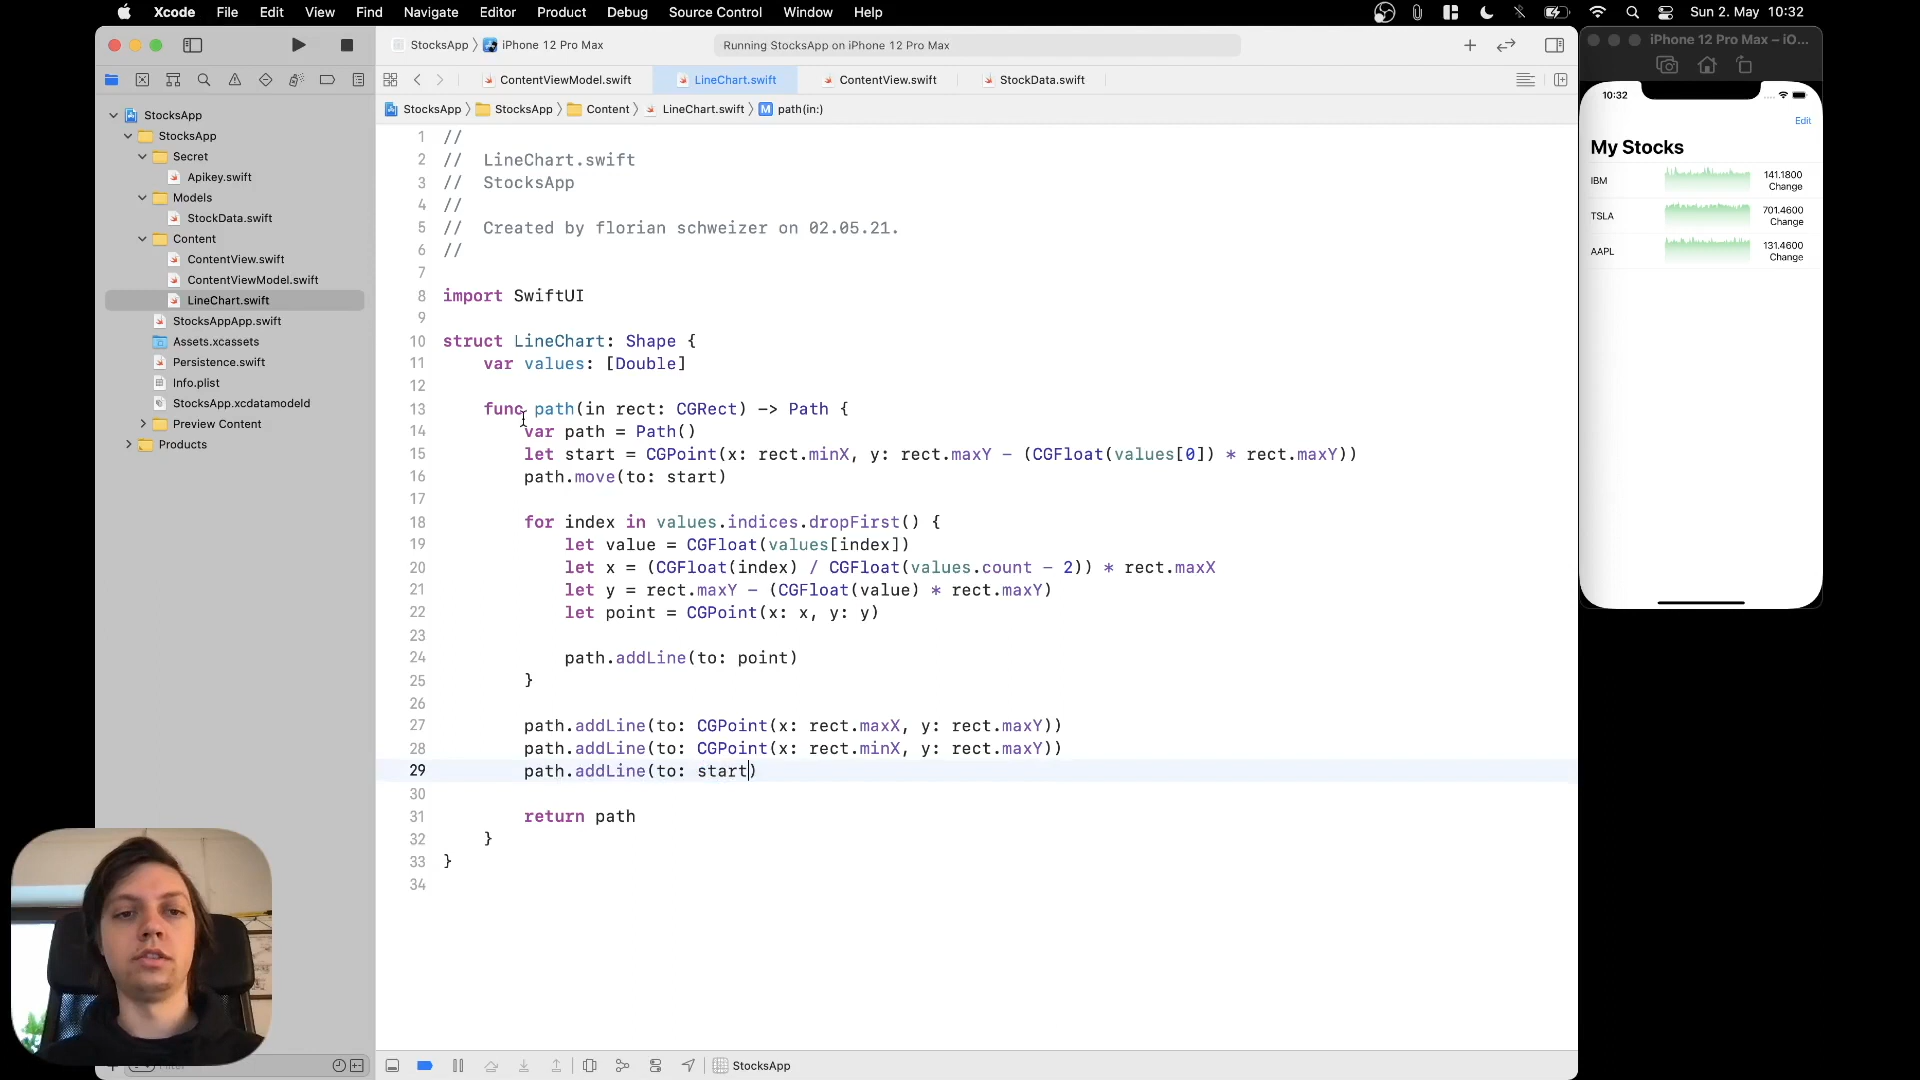 Xcode File Edit View Find Navigate Editor Product Debug Source Control Window Help Sun 2. May 10:32
StocksApp iPhone 12 Pro Max Running StocksApp on iPhone 12 Pro Max
iPhone 12 Pro Max – iO...
ContentViewModel.swift LineChart.swift ContentView.swift StockData.swift
StocksApp StocksApp Content LineChart.swift M path(in:)
StocksApp
StocksApp
Secret
Apikey.swift
Models
StockData.swift
Content
ContentView.swift
ContentViewModel.swift
LineChart.swift
StocksAppApp.swift
Assets.xcassets
Persistence.swift
Info.plist
StocksApp.xcdatamodeld
Preview Content
Products
1 //
2 // LineChart.swift
3 // StocksApp
4 //
5 // Created by florian schweizer on 02.05.21.
6 //
7
8 import SwiftUI
9
10 struct LineChart: Shape {
11 var values: [Double]
12
13 func path(in rect: CGRect) -> Path {
14 var path = Path()
15 let start = CGPoint(x: rect.minX, y: rect.maxY - (CGFloat(values[0]) * rect.maxY))
16 path.move(to: start)
17
18 for index in values.indices.dropFirst() {
19 let value = CGFloat(values[index])
20 let x = (CGFloat(index) / CGFloat(values.count - 2)) * rect.maxX
21 let y = rect.maxY - (CGFloat(value) * rect.maxY)
22 let point = CGPoint(x: x, y: y)
23
24 path.addLine(to: point)
25 }
26
27 path.addLine(to: CGPoint(x: rect.maxX, y: rect.maxY))
28 path.addLine(to: CGPoint(x: rect.minX, y: rect.maxY))
29 path.addLine(to: start)
30
31 return path
32 }
33 }
34
10:32
Edit
My Stocks
IBM 141.1800
Change
TSLA 701.4600
Change
AAPL 131.4600
Change
StocksApp